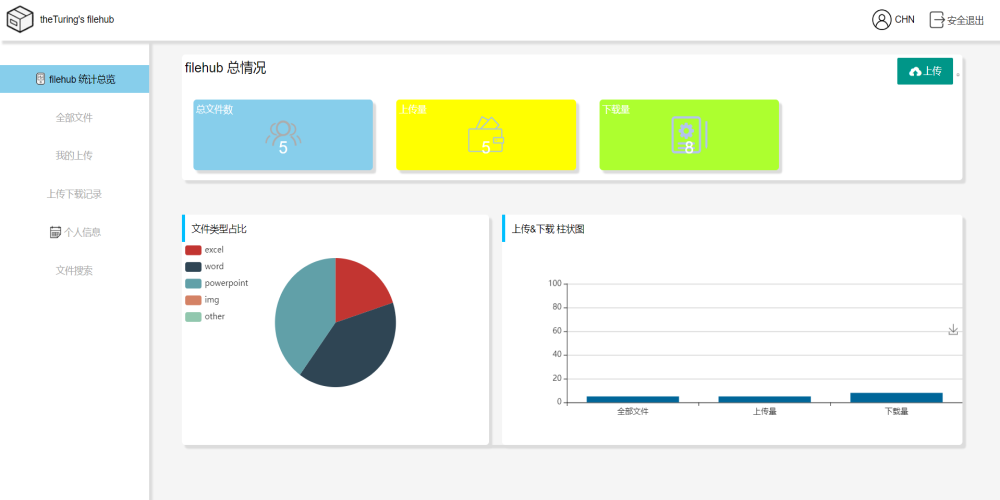 theTuring's filehub
CHN
安全退出
filehub 统计总览
全部文件
我的上传
上传下载记录
个人信息
文件搜索
filehub 总情况
上传
总文件数
5
上传量
5
下载量
8
文件类型占比
excel
word
powerpoint
img
other
上传&下载 柱状图
100
80
60
40
20
0
全部文件
上传量
下载量